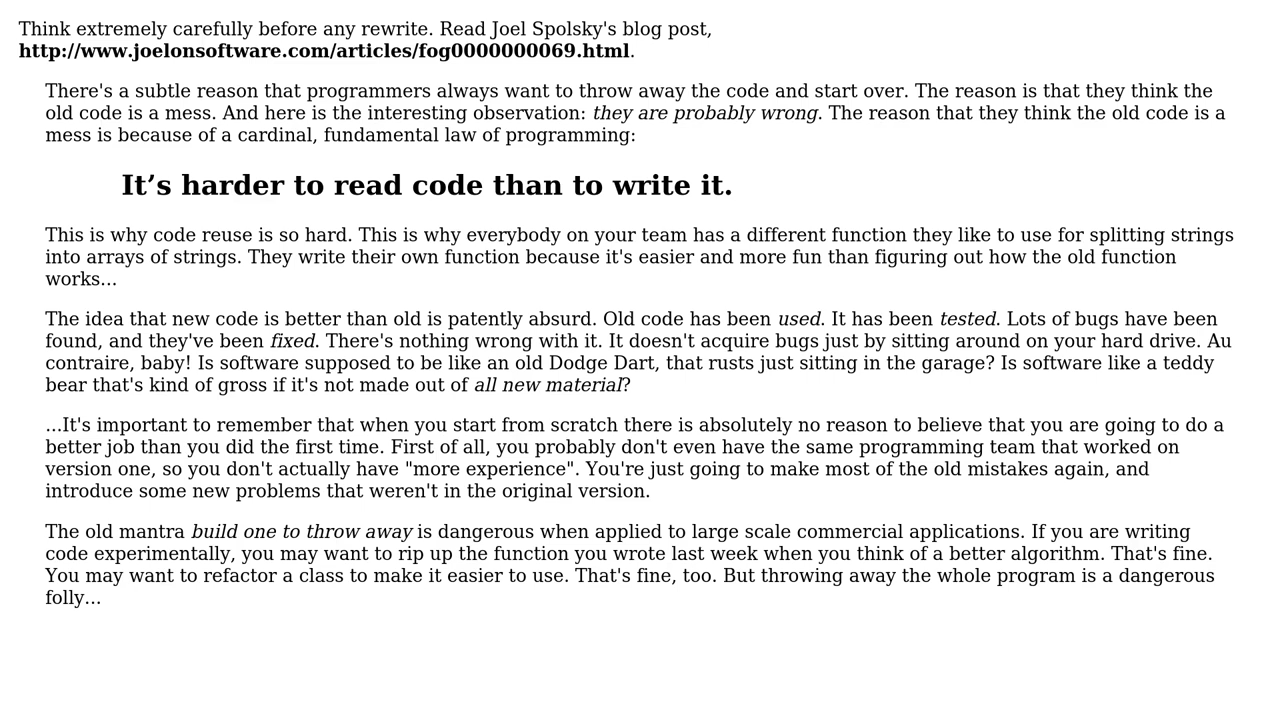 Think extremely carefully before any rewrite. Read Joel Spolsky's blog post,
http://www.joelonsoftware.com/articles/fog0000000069.html.
There's a subtle reason that programmers always want to throw away the code and start over. The reason is that they think the
old code is a mess. And here is the interesting observation: they are probably wrong. The reason that they think the old code is a
mess is because of a cardinal, fundamental law of programming:
It’s harder to read code than to write it.
This is why code reuse is so hard. This is why everybody on your team has a different function they like to use for splitting strings
into arrays of strings. They write their own function because it's easier and more fun than figuring out how the old function
works...
The idea that new code is better than old is patently absurd. Old code has been used. It has been tested. Lots of bugs have been
found, and they've been fixed. There's nothing wrong with it. It doesn't acquire bugs just by sitting around on your hard drive. Au
contraire, baby! Is software supposed to be like an old Dodge Dart, that rusts just sitting in the garage? Is software like a teddy
bear that's kind of gross if it's not made out of all new material?
...It's important to remember that when you start from scratch there is absolutely no reason to believe that you are going to do a
better job than you did the first time. First of all, you probably don't even have the same programming team that worked on
version one, so you don't actually have "more experience". You're just going to make most of the old mistakes again, and
introduce some new problems that weren't in the original version.
The old mantra build one to throw away is dangerous when applied to large scale commercial applications. If you are writing
code experimentally, you may want to rip up the function you wrote last week when you think of a better algorithm. That's fine.
You may want to refactor a class to make it easier to use. That's fine, too. But throwing away the whole program is a dangerous
folly...